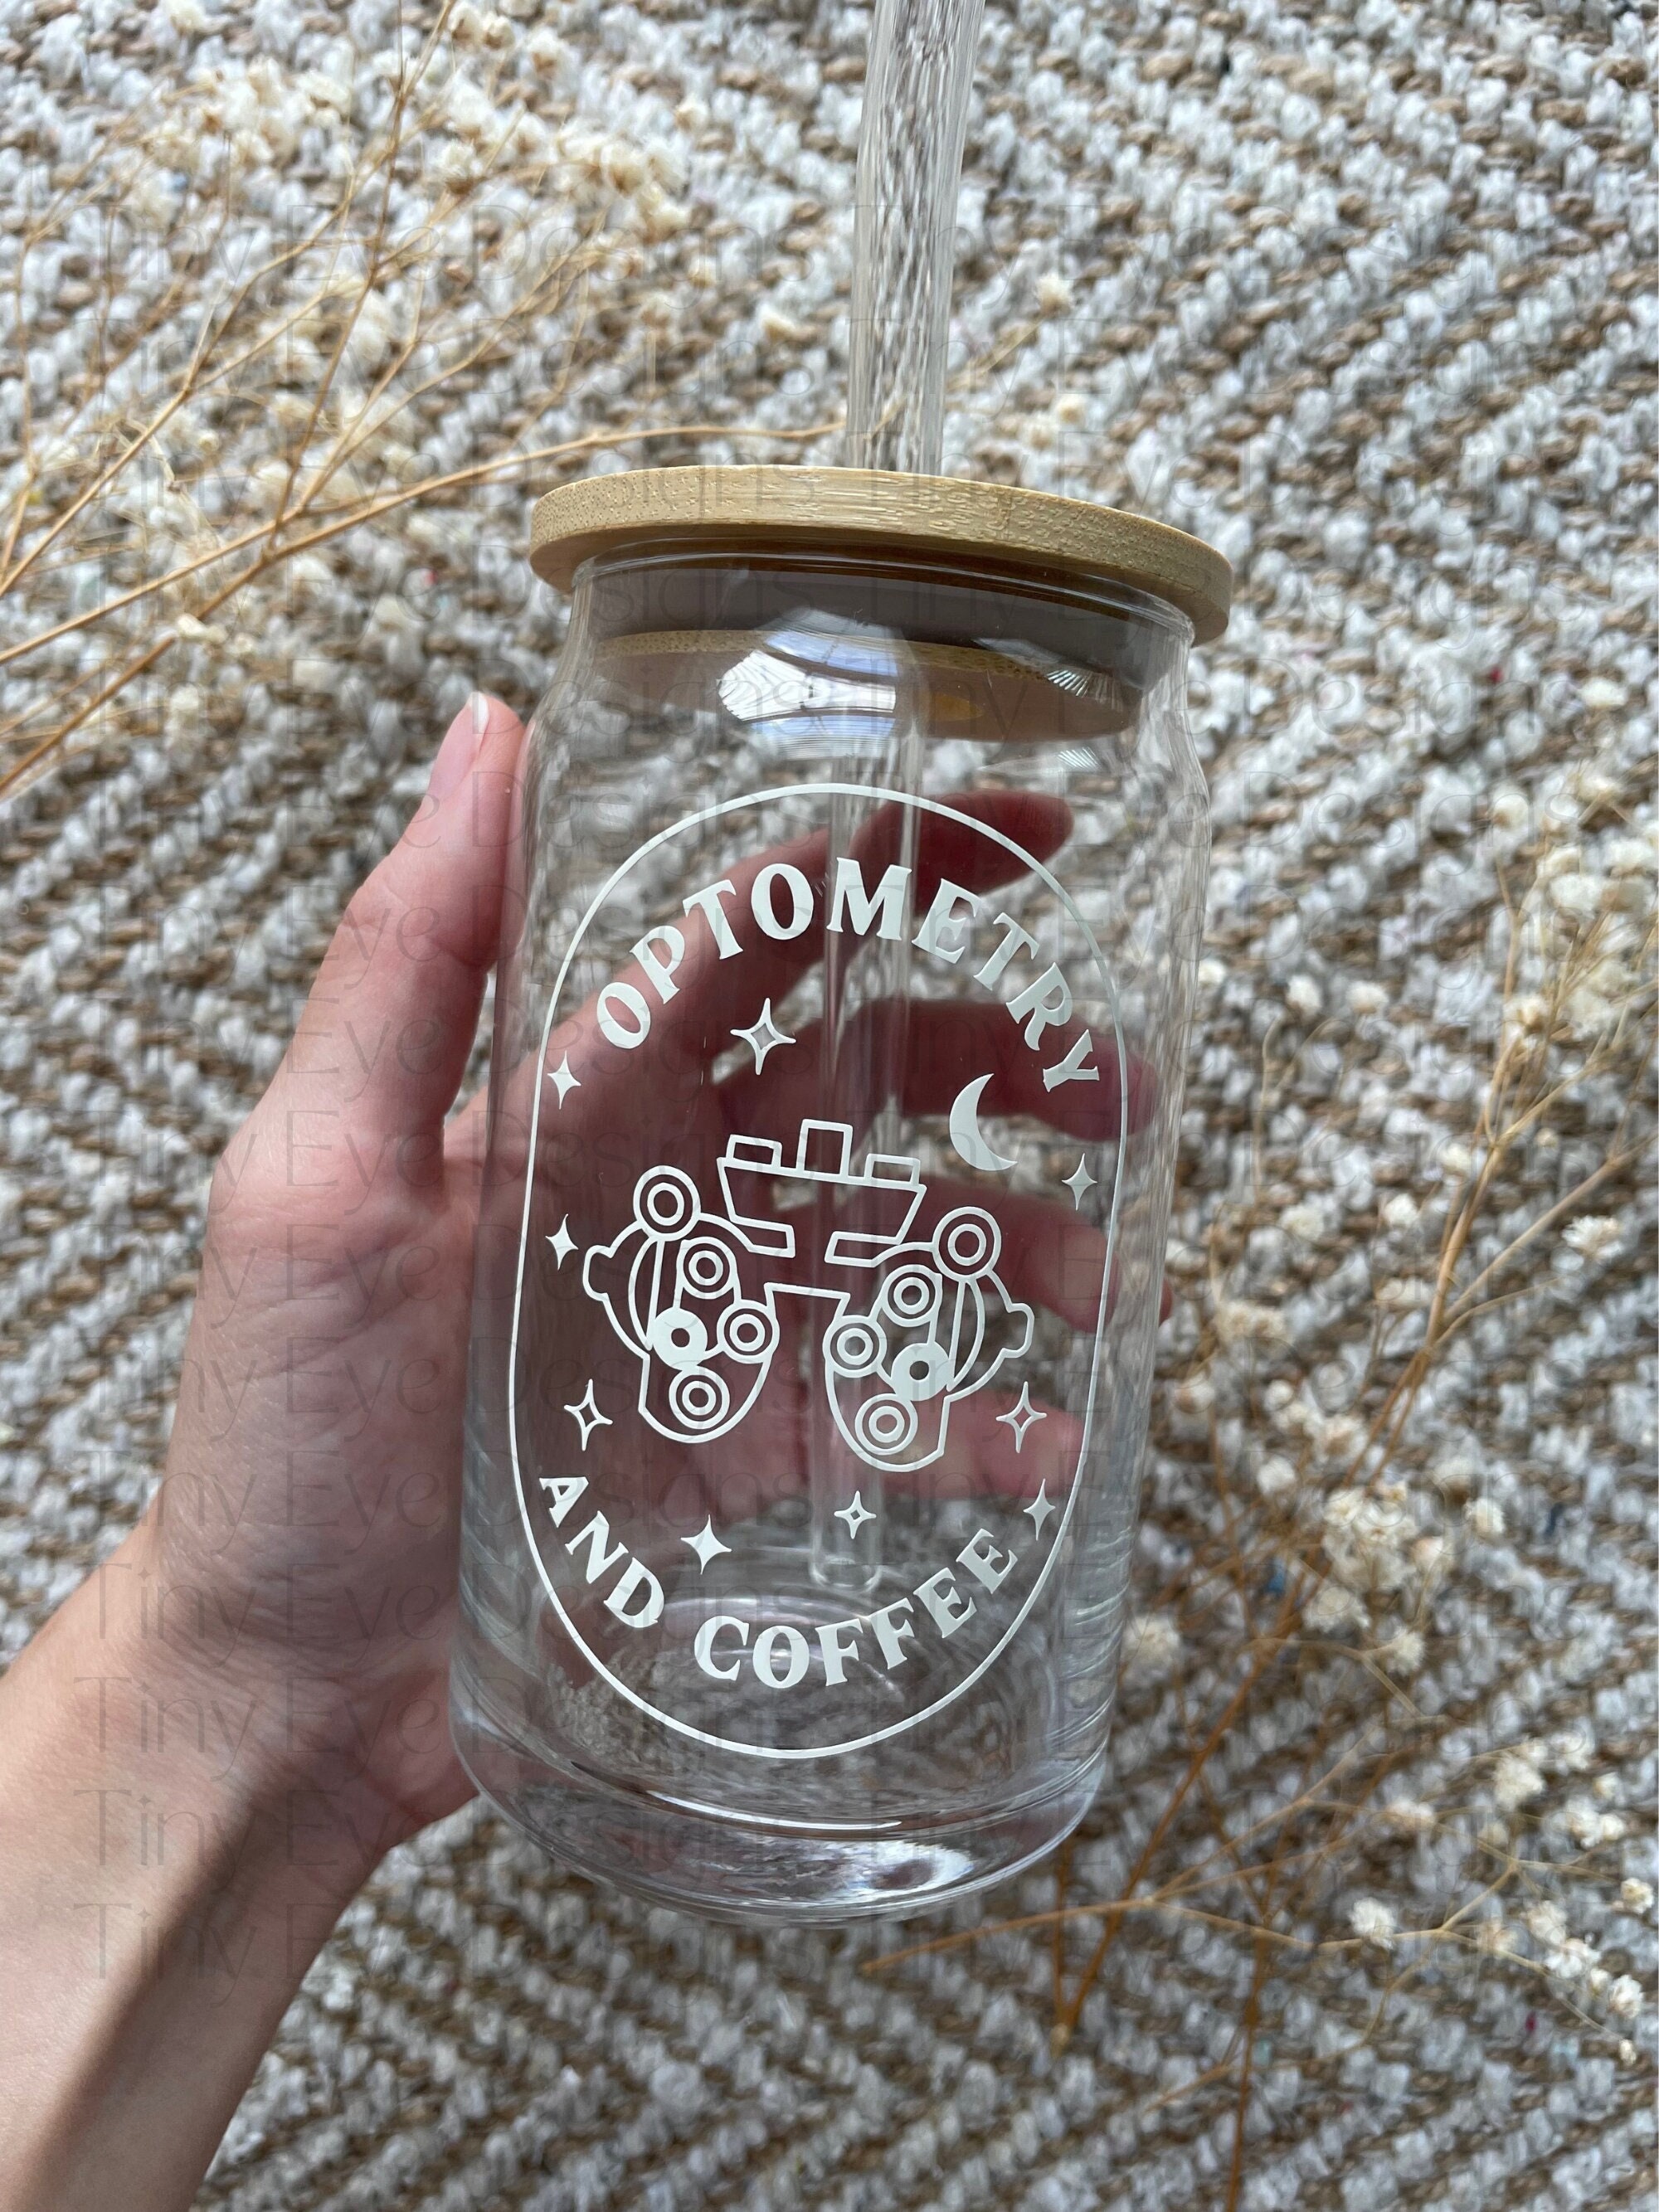 OPTOMETRY
AND COFFEE
Tiny Eye Designs